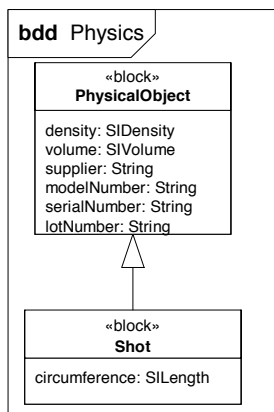 bdd Physics
«block»
PhysicalObject
density: SIDensity
volume: SIVolume
supplier: String
modelNumber: String
serialNumber: String
lotNumber: String
«block»
Shot
circumference: SILength